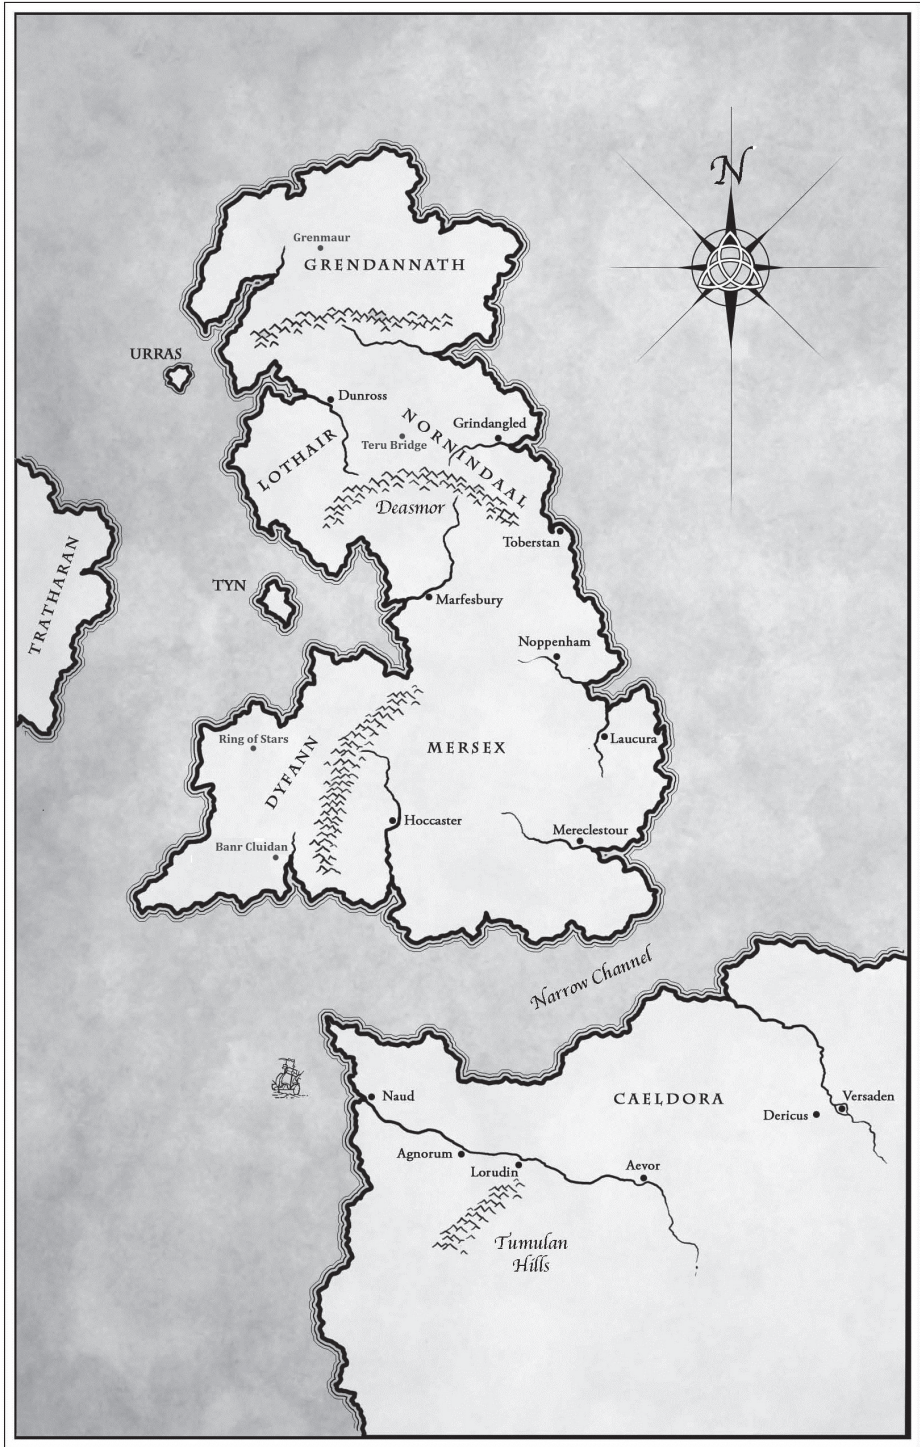 N
Grenmaur
GRENDANNATH
URRAS
Dunross
NORNINDAAL
Grindangled
Teru Bridge
LOTHAIR
Deasmor
Toberstan
TRATHARAN
TYN
Marfesbury
Noppenham
Ring of Stars
DYFANN
MERSEX
Laucura
Hoccaster
Mereclestour
Banr Cluidan
Narrow Channel
Naud
CAELDORA
Versaden
Dericus
Agnorum
Lorudin
Aevor
Tumulan
Hills